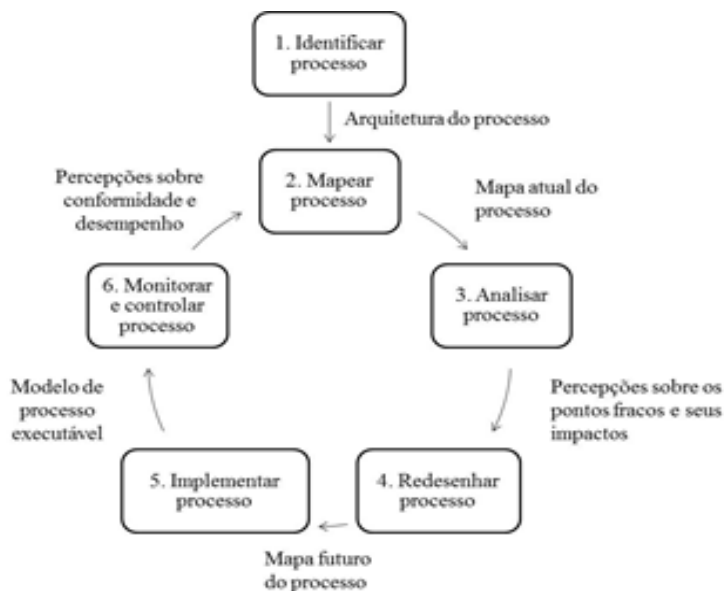 1. Identificar
processo
Arquitetura do processo
2. Mapear
processo
Mapa atual do
processo
3. Analisar
processo
Percepções sobre os
pontos fracos e seus
impactos
4. Redesenhar
processo
Mapa futuro
do processo
5. Implementar
processo
Modelo de
processo
executável
6. Monitorar
e controlar
processo
Percepções sobre
conformidade e
desempenho